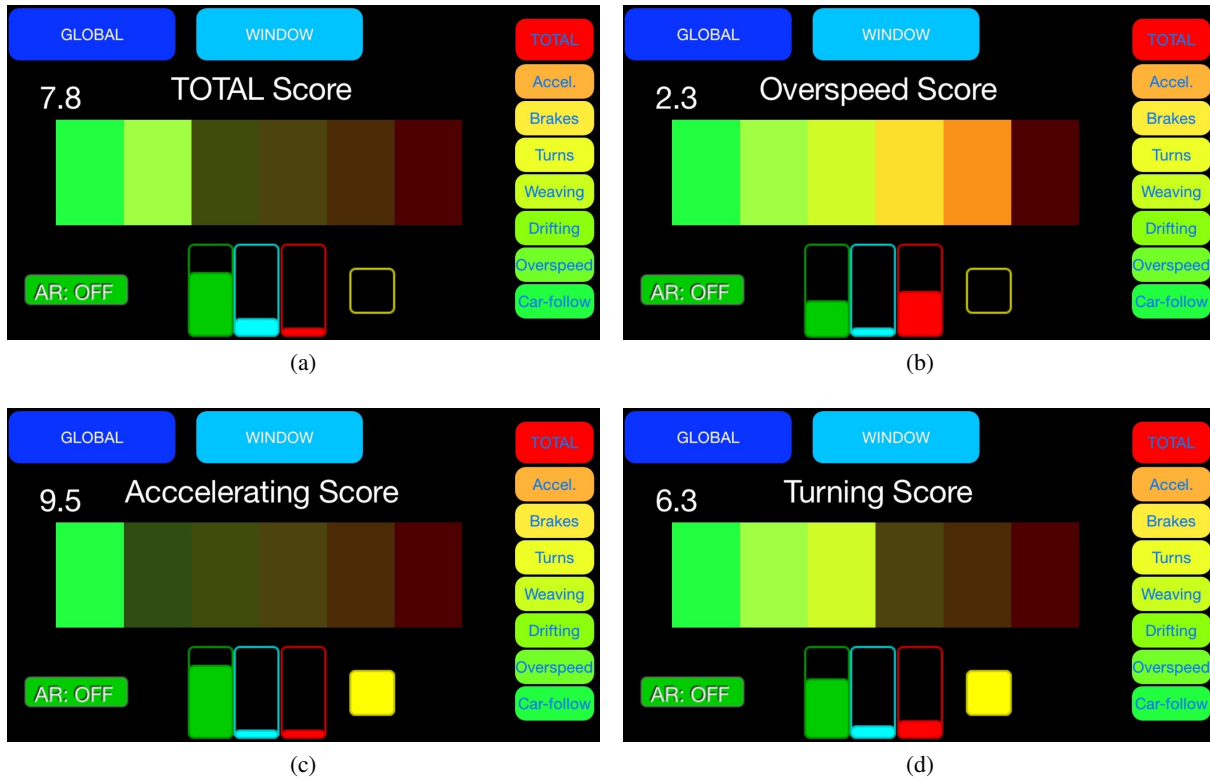 GLOBAL
WINDOW
TOTAL
7.8
TOTAL Score
Accel.
Brakes
Turns
Weaving
Drifting
Overspeed
Car-follow
AR: OFF
(a)
GLOBAL
WINDOW
TOTAL
2.3
Overspeed Score
Accel.
Brakes
Turns
Weaving
Drifting
Overspeed
Car-follow
AR: OFF
(b)
GLOBAL
WINDOW
TOTAL
9.5
Acccelerating Score
Accel.
Brakes
Turns
Weaving
Drifting
Overspeed
Car-follow
AR: OFF
(c)
GLOBAL
WINDOW
TOTAL
6.3
Turning Score
Accel.
Brakes
Turns
Weaving
Drifting
Overspeed
Car-follow
AR: OFF
(d)